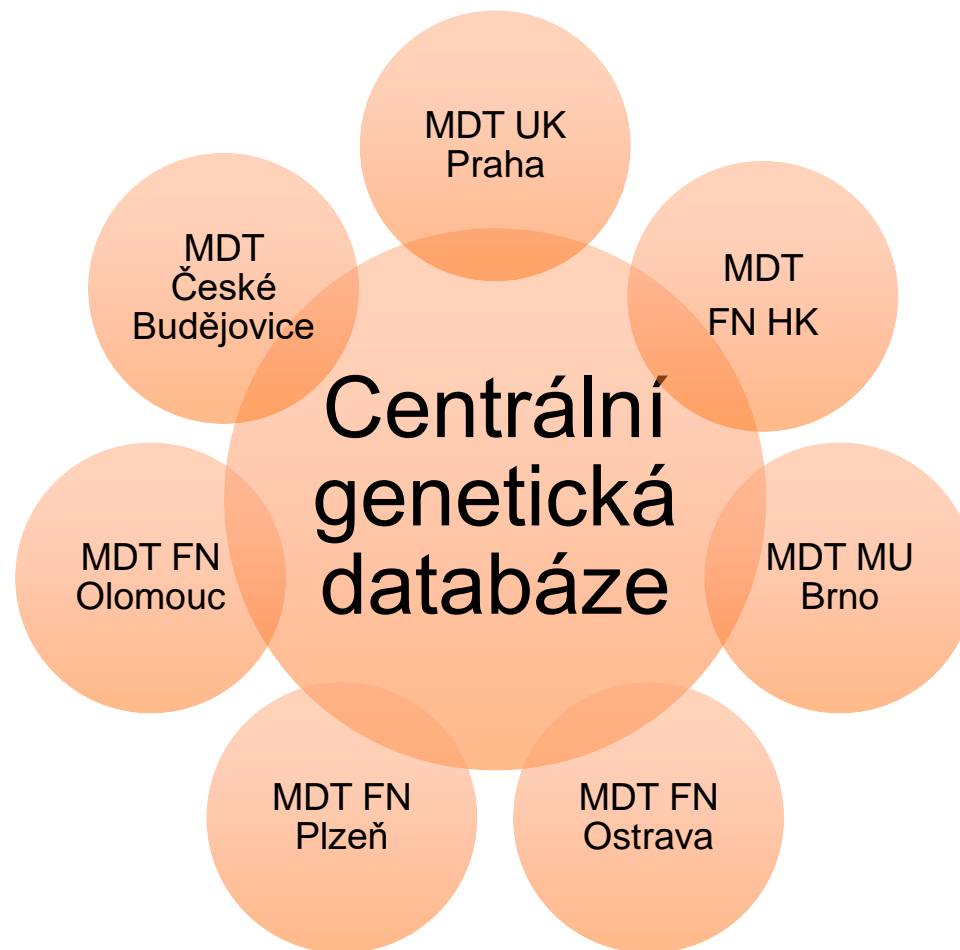 MDT UK
Praha
MDT
FN HK
MDT
České
Budějovice
Centrální
genetická
databáze
MDT FN
Olomouc
MDT MU
Brno
MDT FN
Plzeň
MDT FN
Ostrava